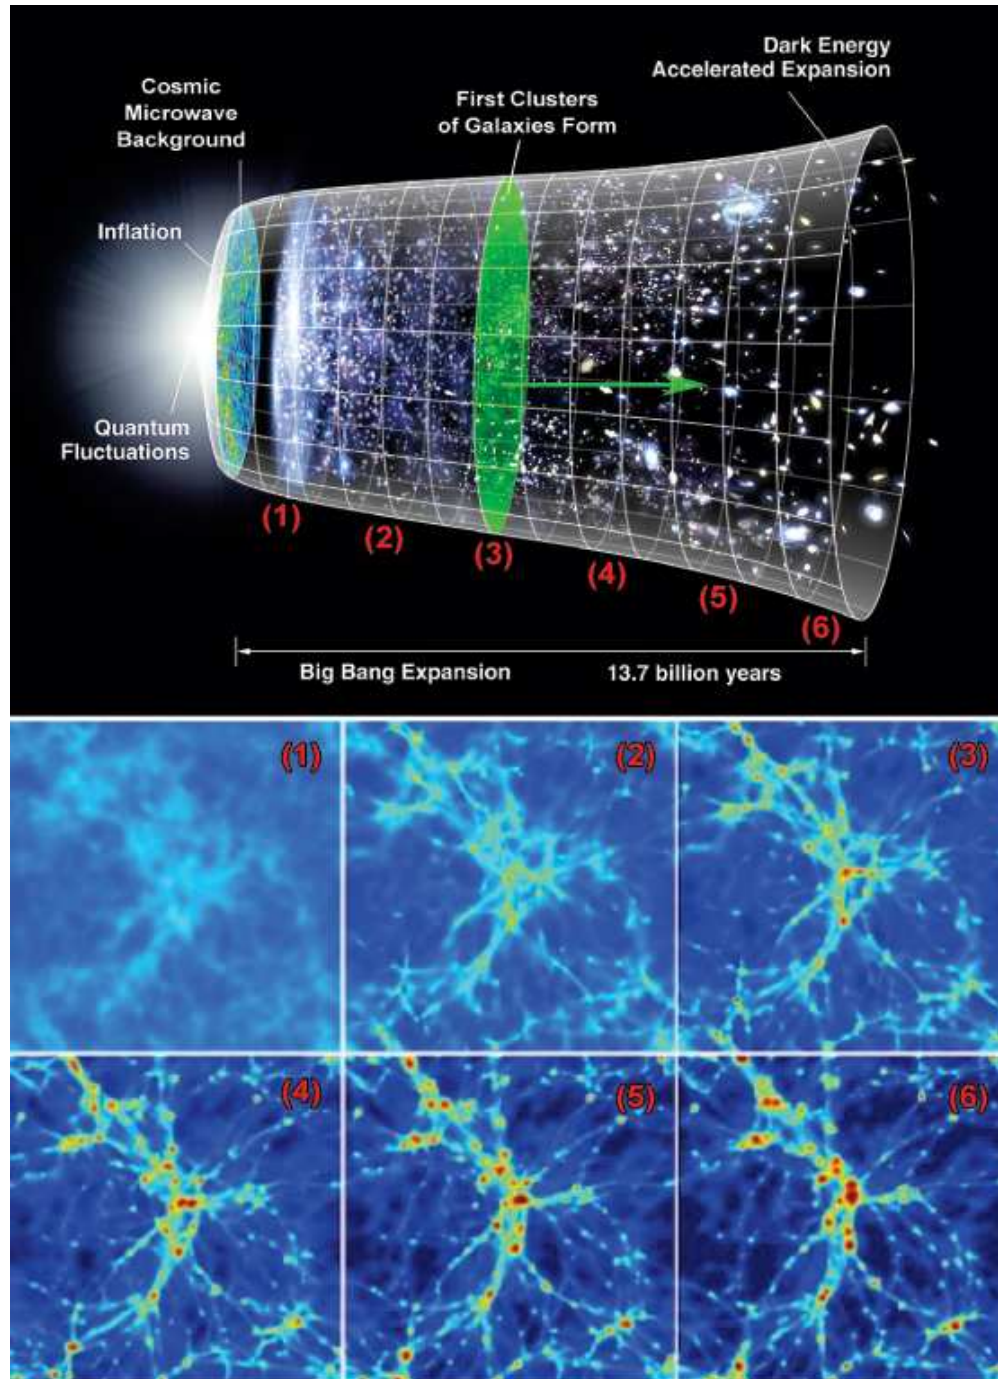 Dark Energy
Accelerated Expansion
Cosmic
Microwave
Background
First Clusters
of Galaxies Form
Inflation
Quantum
Fluctuations
(1)
(2)
(3)
(4)
(5)
(6)
Big Bang Expansion 13.7 billion years
(1)
(2)
(3)
(4)
(5)
(6)